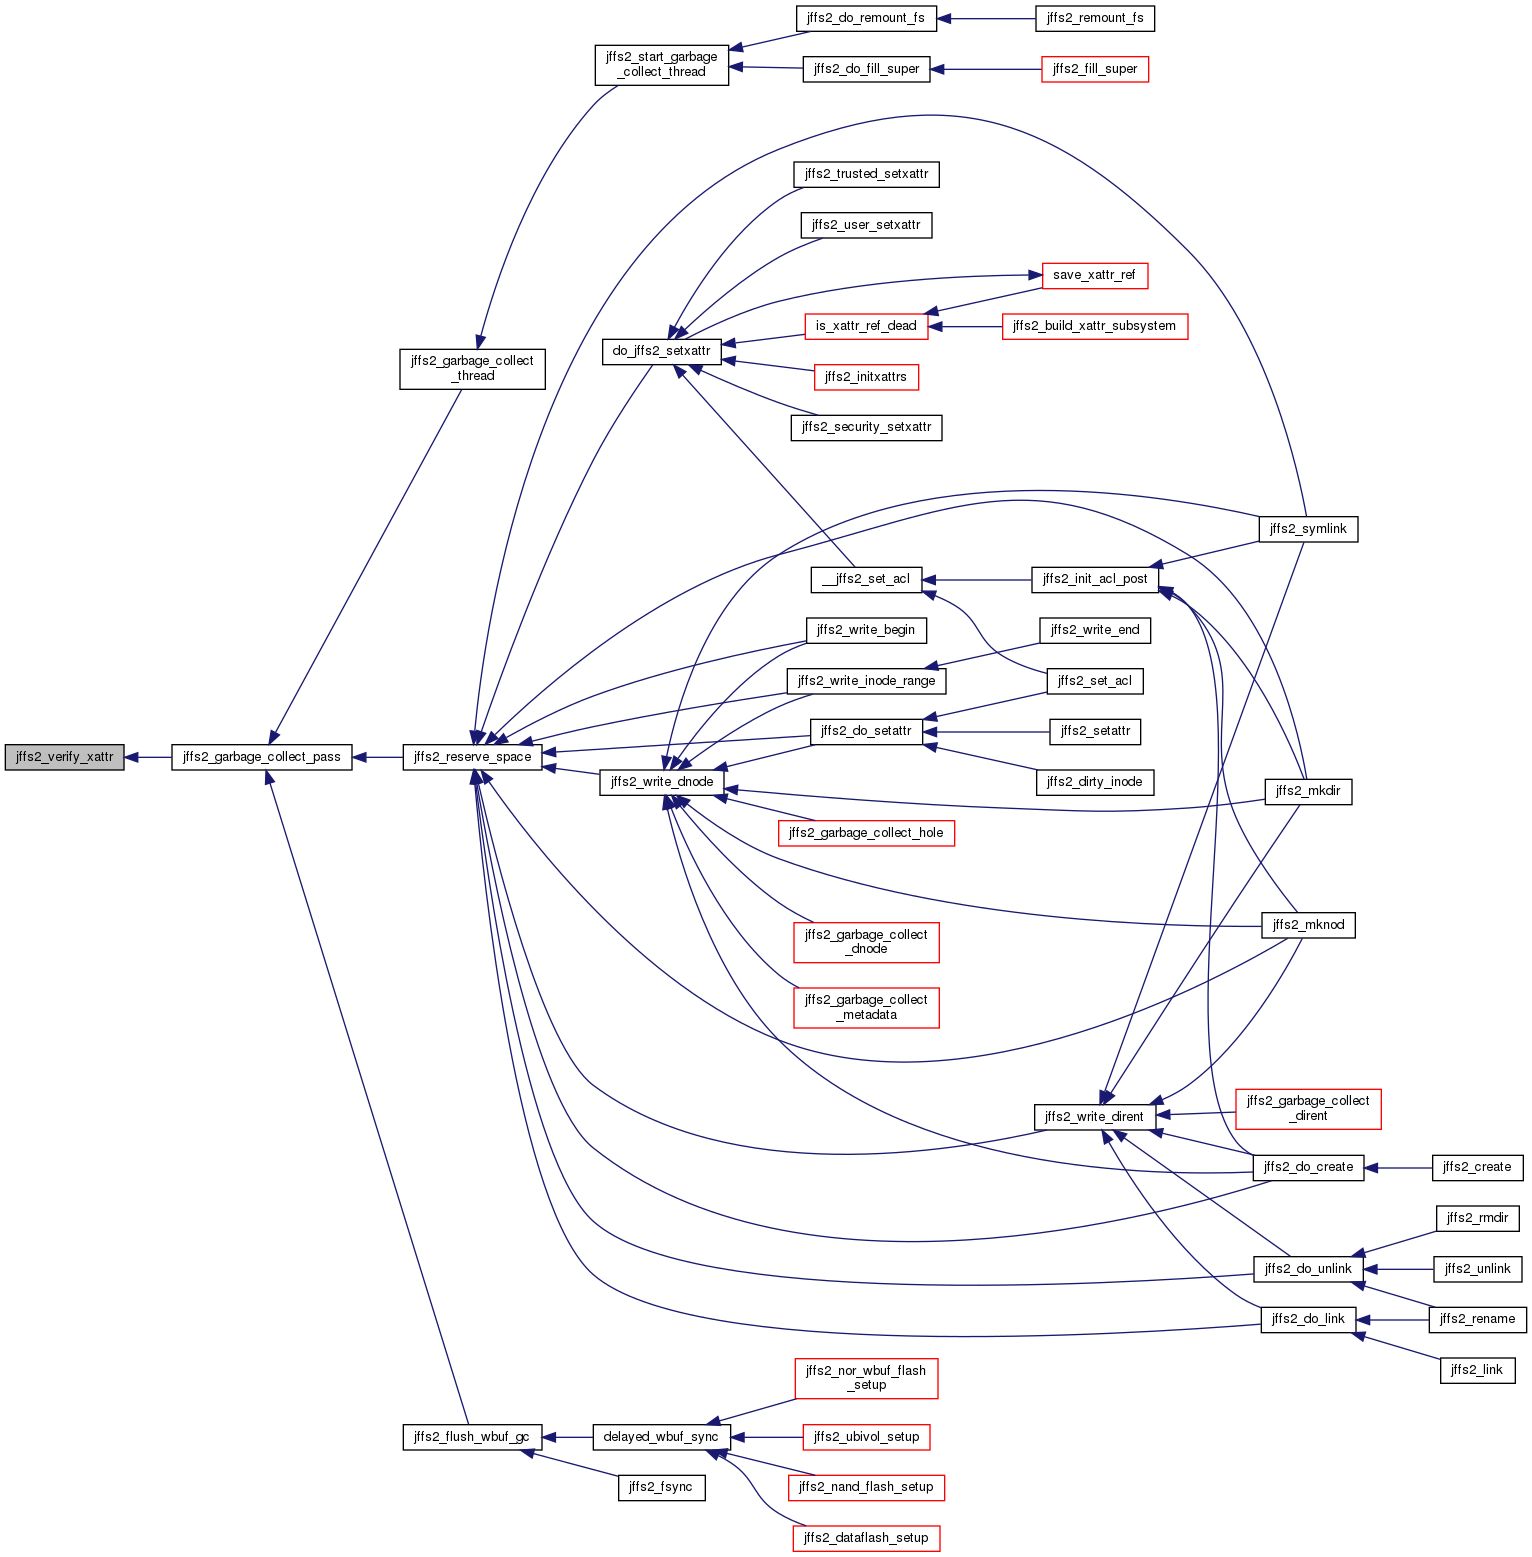 jffs2_do_remount_fs
jffs2_remount_fs
jffs2_start_garbage
_collect_thread
jffs2_do_fill_super
jffs2_fill_super
jffs2_trusted_setxattr
jffs2_user_setxattr
save_xattr_ref
is_xattr_ref_dead
jffs2_build_xattr_subsystem
do_jffs2_setxattr
jffs2_garbage_collect
_thread
jffs2_initxattrs
jffs2_security_setxattr
jffs2_symlink
__jffs2_set_acl
jffs2_init_acl_post
jffs2_write_begin
jffs2_write_end
jffs2_write_inode_range
jffs2_set_acl
jffs2_do_setattr
jffs2_setattr
jffs2_verify_xattr
jffs2_garbage_collect_pass
jffs2_reserve_space
jffs2_write_dnode
jffs2_dirty_inode
jffs2_mkdir
jffs2_garbage_collect_hole
jffs2_mknod
jffs2_garbage_collect
_dnode
jffs2_garbage_collect
_metadata
jffs2_write_dirent
jffs2_garbage_collect
_dirent
jffs2_do_create
jffs2_create
jffs2_rmdir
jffs2_do_unlink
jffs2_unlink
jffs2_do_link
jffs2_rename
jffs2_link
jffs2_nor_wbuf_flash
_setup
jffs2_flush_wbuf_gc
delayed_wbuf_sync
jffs2_ubivol_setup
jffs2_fsync
jffs2_nand_flash_setup
jffs2_dataflash_setup